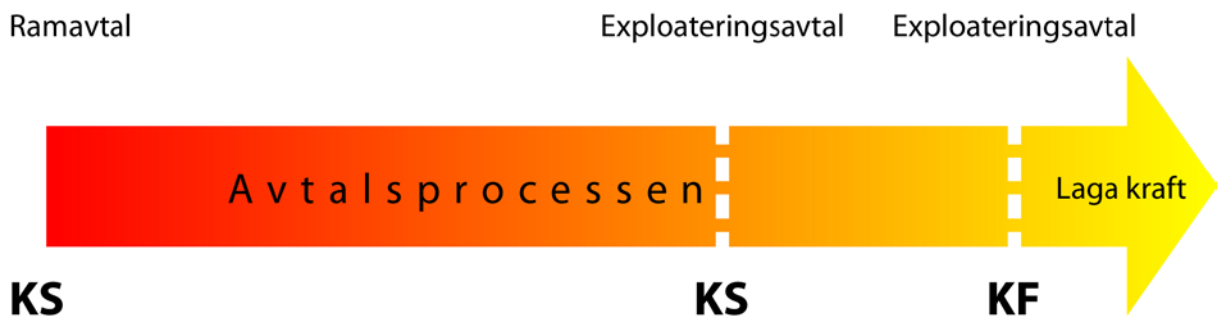 Ramavtal Exploateringsavtal Exploateringsavtal
Avtalsprocessen Laga kraft
KS KS KF